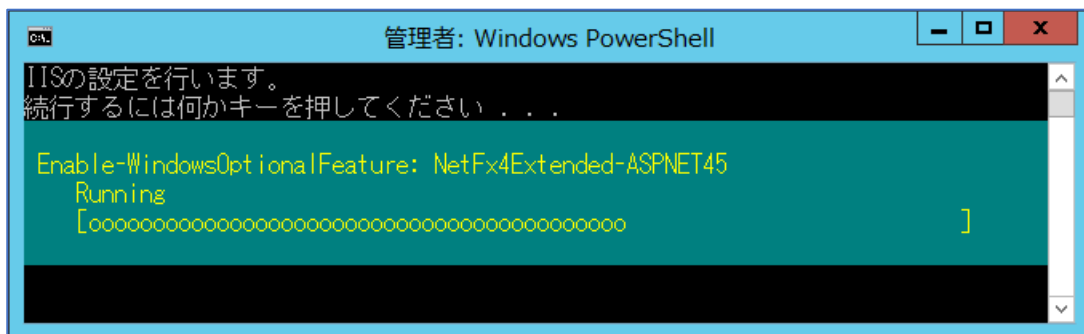 管理者: Windows PowerShell
IISの設定を行います。
続行するには何かキーを押してください . . .
Enable-WindowsOptionalFeature: NetFx4Extended-ASPNET45
Running
[oooooooooooooooooooooooooooooooooooooooooo                          ]